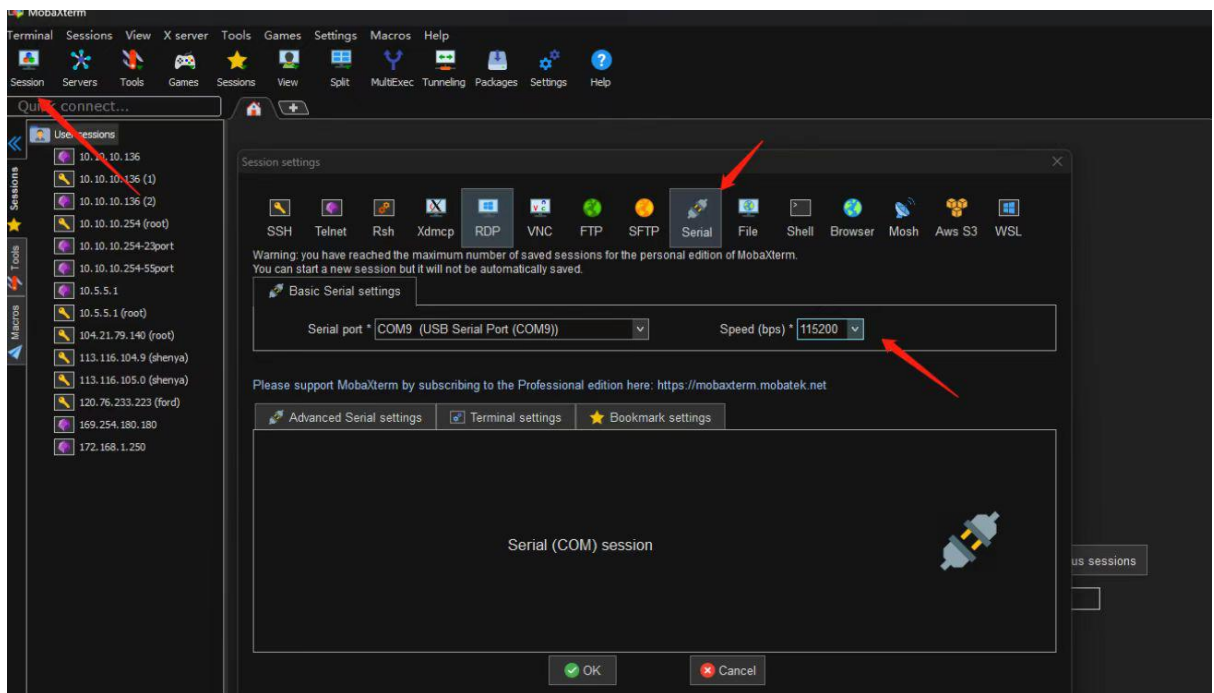 MobaXterm
Terminal Sessions View X server Tools Games Settings Macros Help
Session Servers Tools Games Sessions View Split MultiExec Tunneling Packages Settings Help
Quick connect...
User sessions
10.10.10.136
10.10.10.136 (1)
10.10.10.136 (2)
10.10.10.254 (root)
10.10.10.254-23port
10.10.10.254-55port
10.5.5.1
10.5.5.1 (root)
104.21.79.140 (root)
113.116.104.9 (shenya)
113.116.105.0 (shenya)
120.76.233.223 (ford)
169.254.180.180
172.168.1.250
Sessions
Tools
Macros
Session settings
SSH Telnet Rsh Xdmcp RDP VNC FTP SFTP Serial File Shell Browser Mosh Aws S3 WSL
Warning: you have reached the maximum number of saved sessions for the personal edition of MobaXterm.
You can start a new session but it will not be automatically saved.
Basic Serial settings
Serial port * COM9 (USB Serial Port (COM9)) Speed (bps) * 115200
Please support MobaXterm by subscribing to the Professional edition here: https://mobaxterm.mobatek.net
Advanced Serial settings Terminal settings Bookmark settings
Serial (COM) session
us sessions
OK Cancel